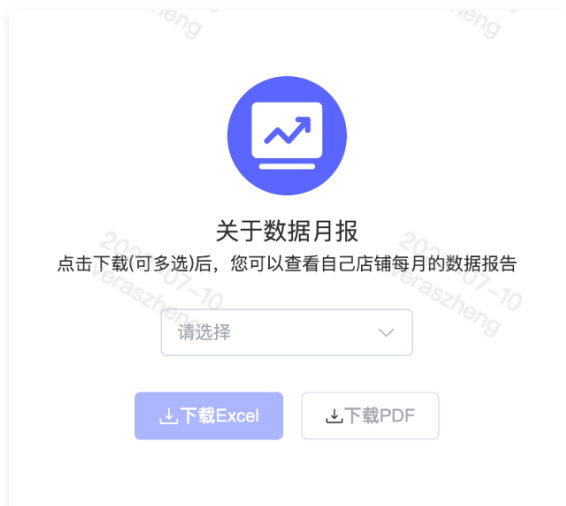 关于数据月报
点击下载(可多选)后，您可以查看自己店铺每月的数据报告
请选择
下载Excel
下载PDF
veraszheng
veraszheng